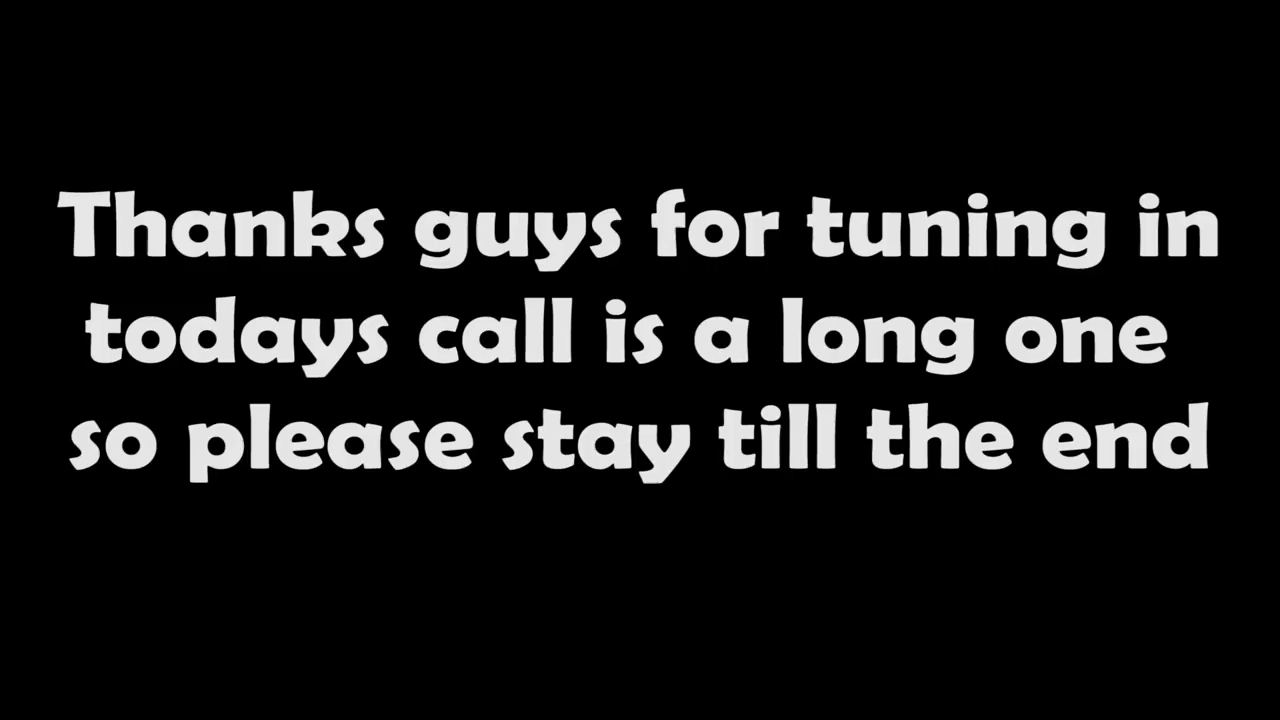 Thanks guys for tuning in
todays call is a long one
so please stay till the end